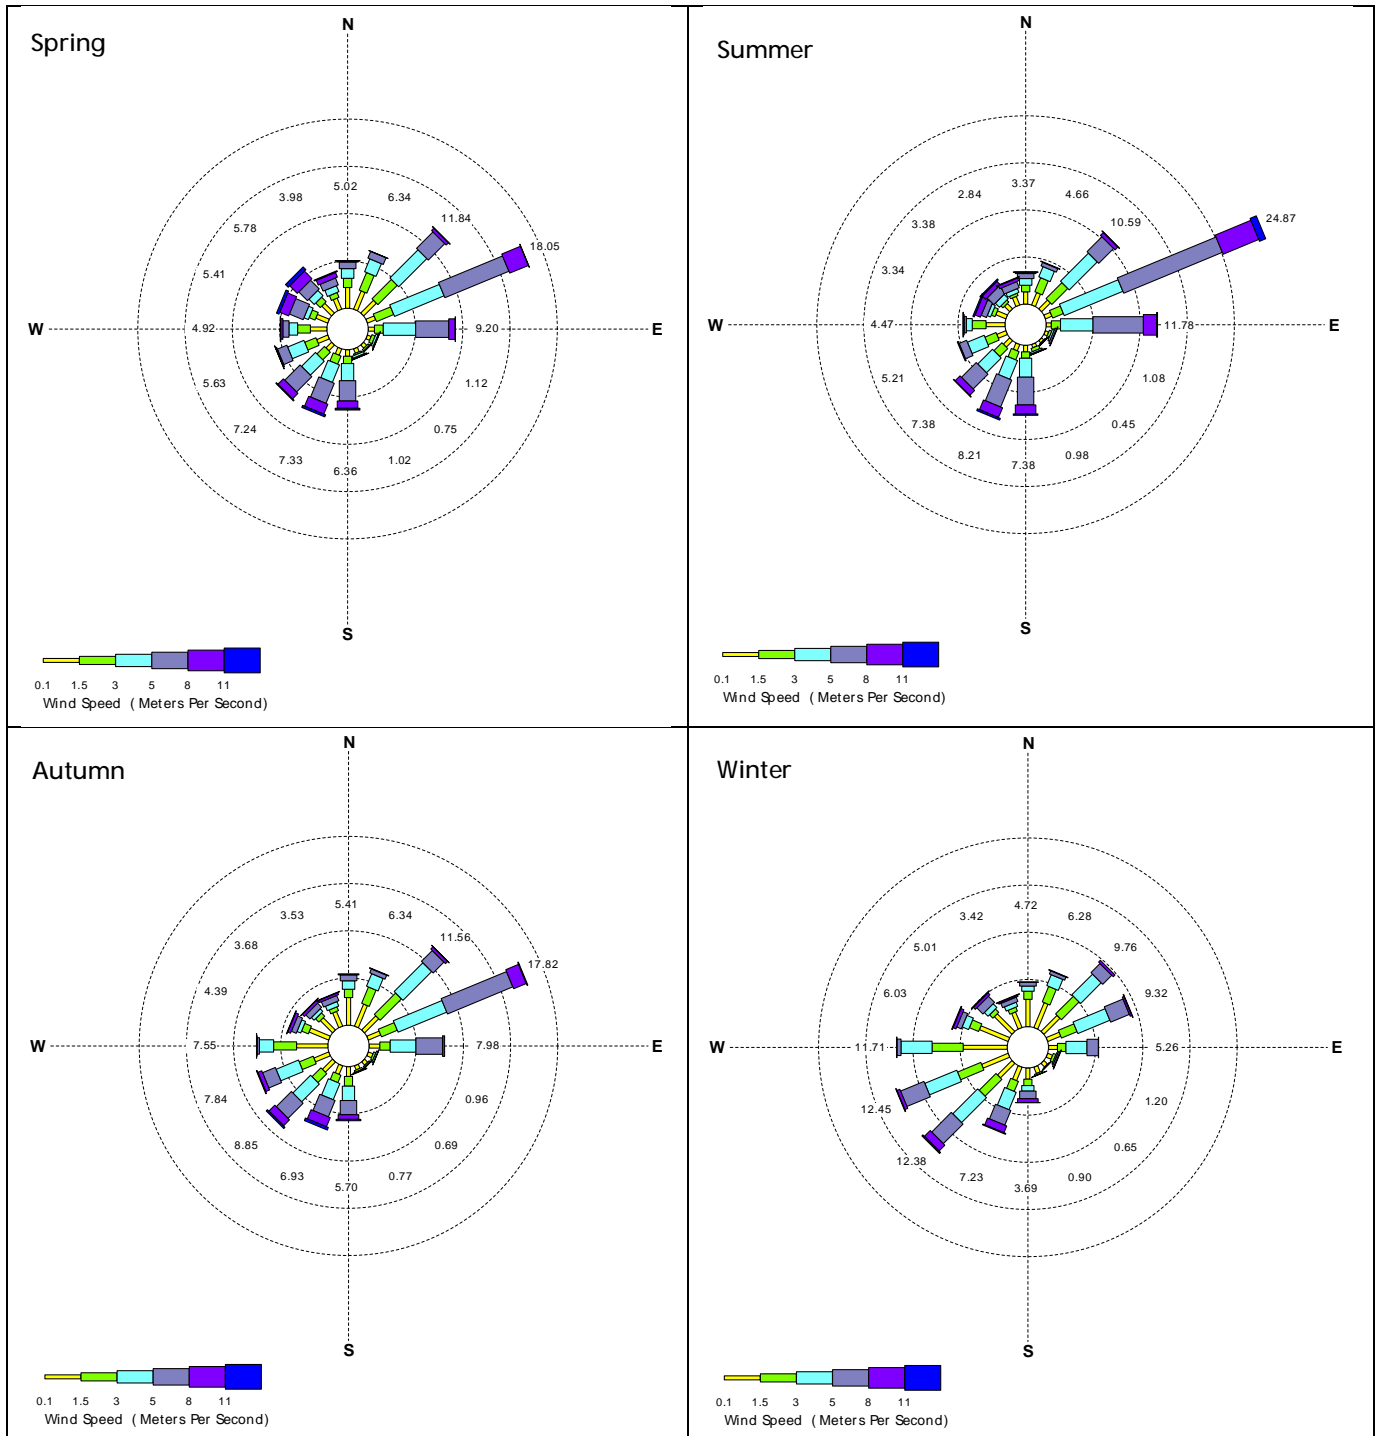 Spring
N
5.02
3.98 6.34
5.78 11.84
18.05
5.41
W 4.92 9.20 E
5.63 1.12
7.24 0.75
7.33 1.02
6.36
S
0.1 1.5 3 5 8 11
Wind Speed (Meters Per Second)
Summer
N
3.37
2.84 4.66
3.38 10.59
24.87
3.34
W 4.47 11.78 E
5.21 1.08
7.38 0.45
8.21 0.98
7.38
S
0.1 1.5 3 5 8 11
Wind Speed (Meters Per Second)
Autumn
N
5.41
3.53 6.34
3.68 11.56
17.82
4.39
W 7.55 7.98 E
7.84 0.96
8.85 0.69
6.93 0.77
5.70
S
0.1 1.5 3 5 8 11
Wind Speed (Meters Per Second)
Winter
N
4.72
3.42 6.28
5.01 9.76
6.03 9.32
W 11.71 5.26 E
12.45 1.20
12.38 0.65
7.23 0.90
3.69
S
0.1 1.5 3 5 8 11
Wind Speed (Meters Per Second)